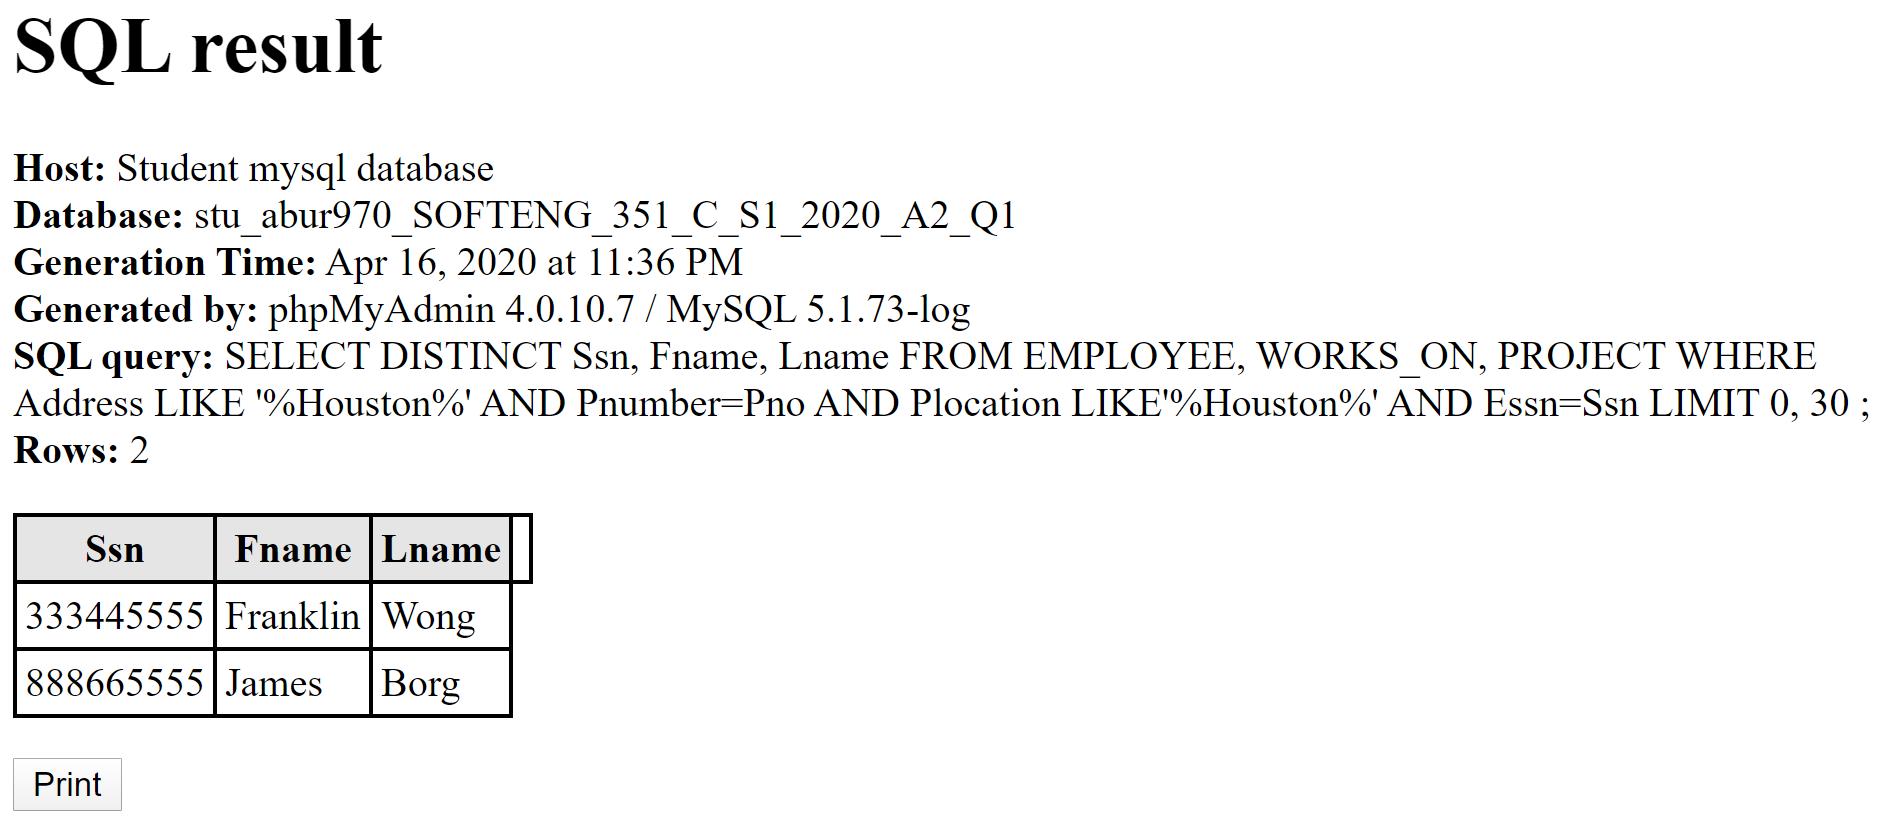 SQL result
Host: Student mysql database
Database: stu_abur970_SOFTENG_351_C_S1_2020_A2_Q1
Generation Time: Apr 16, 2020 at 11:36 PM
Generated by: phpMyAdmin 4.0.10.7 / MySQL 5.1.73-log
SQL query: SELECT DISTINCT Ssn, Fname, Lname FROM EMPLOYEE, WORKS_ON, PROJECT WHERE
Address LIKE '%Houston%' AND Pnumber=Pno AND Plocation LIKE'%Houston%' AND Essn=Ssn LIMIT 0, 30 ;
Rows: 2
Ssn Fname Lname
333445555 Franklin Wong
888665555 James Borg
Print